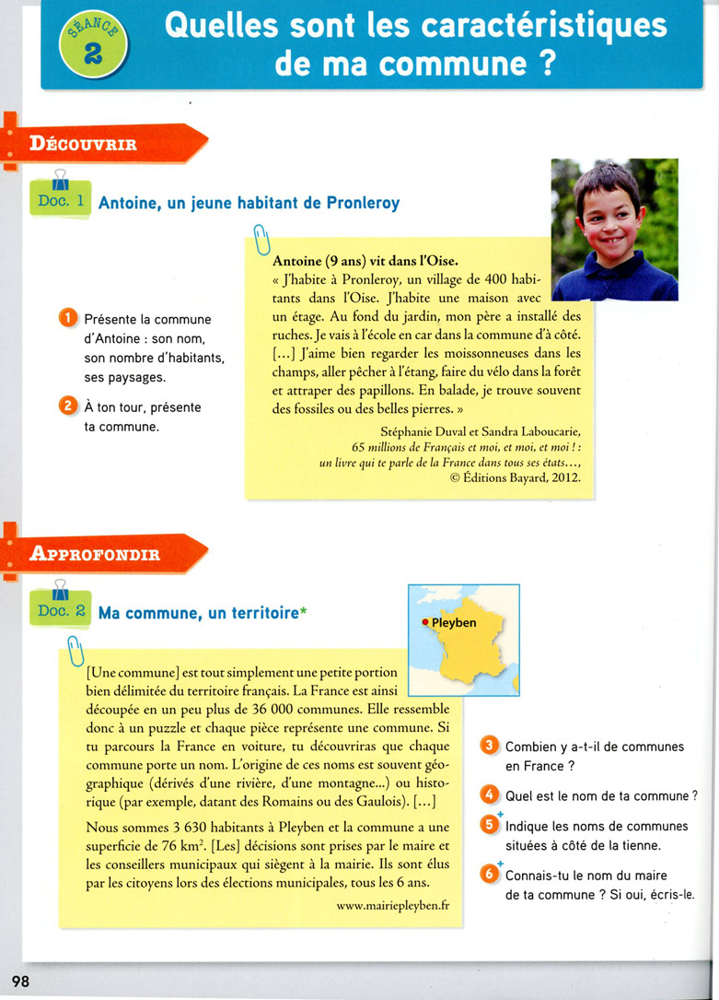 SÉANCE
2
Quelles sont les caractéristiques
de ma commune ?
DÉCOUVRIR
Doc. 1
Antoine, un jeune habitant de Pronleroy
Antoine (9 ans) vit dans l'Oise.
« J'habite à Pronleroy, un village de 400 habi-
tants dans l'Oise. J'habite une maison avec
un étage. Au fond du jardin, mon père a installé des
ruches. Je vais à l'école en car dans la commune d'à côté.
[...] J'aime bien regarder les moissonneuses dans les
champs, aller pêcher à l'étang, faire du vélo dans la forêt
et attraper des papillons. En balade, je trouve souvent
des fossiles ou des belles pierres. »
Stéphanie Duval et Sandra Laboucarie,
65 millions de Français et moi, et moi, et moi ! :
un livre qui te parle de la France dans tous ses états...,
© Éditions Bayard, 2012.
1 Présente la commune
d'Antoine : son nom,
son nombre d'habitants,
ses paysages.
2 À ton tour, présente
ta commune.
APPROFONDIR
Doc. 2
Ma commune, un territoire*
Pleyben
[Une commune] est tout simplement une petite portion
bien délimitée du territoire français. La France est ainsi
découpée en un peu plus de 36 000 communes. Elle ressemble
donc à un puzzle et chaque pièce représente une commune. Si
tu parcours la France en voiture, tu découvriras que chaque
commune porte un nom. L'origine de ces noms est souvent géo-
graphique (dérivés d'une rivière, d'une montagne...) ou histo-
rique (par exemple, datant des Romains ou des Gaulois). [...]
Nous sommes 3 630 habitants à Pleyben et la commune a une
superficie de 76 km². [Les] décisions sont prises par le maire et
les conseillers municipaux qui siègent à la mairie. Ils sont élus
par les citoyens lors des élections municipales, tous les 6 ans.
www.mairiepleyben.fr
3 Combien y a-t-il de communes
en France ?
4 Quel est le nom de ta commune ?
5+ Indique les noms de communes
situées à côté de la tienne.
6+ Connais-tu le nom du maire
de ta commune ? Si oui, écris-le.
98